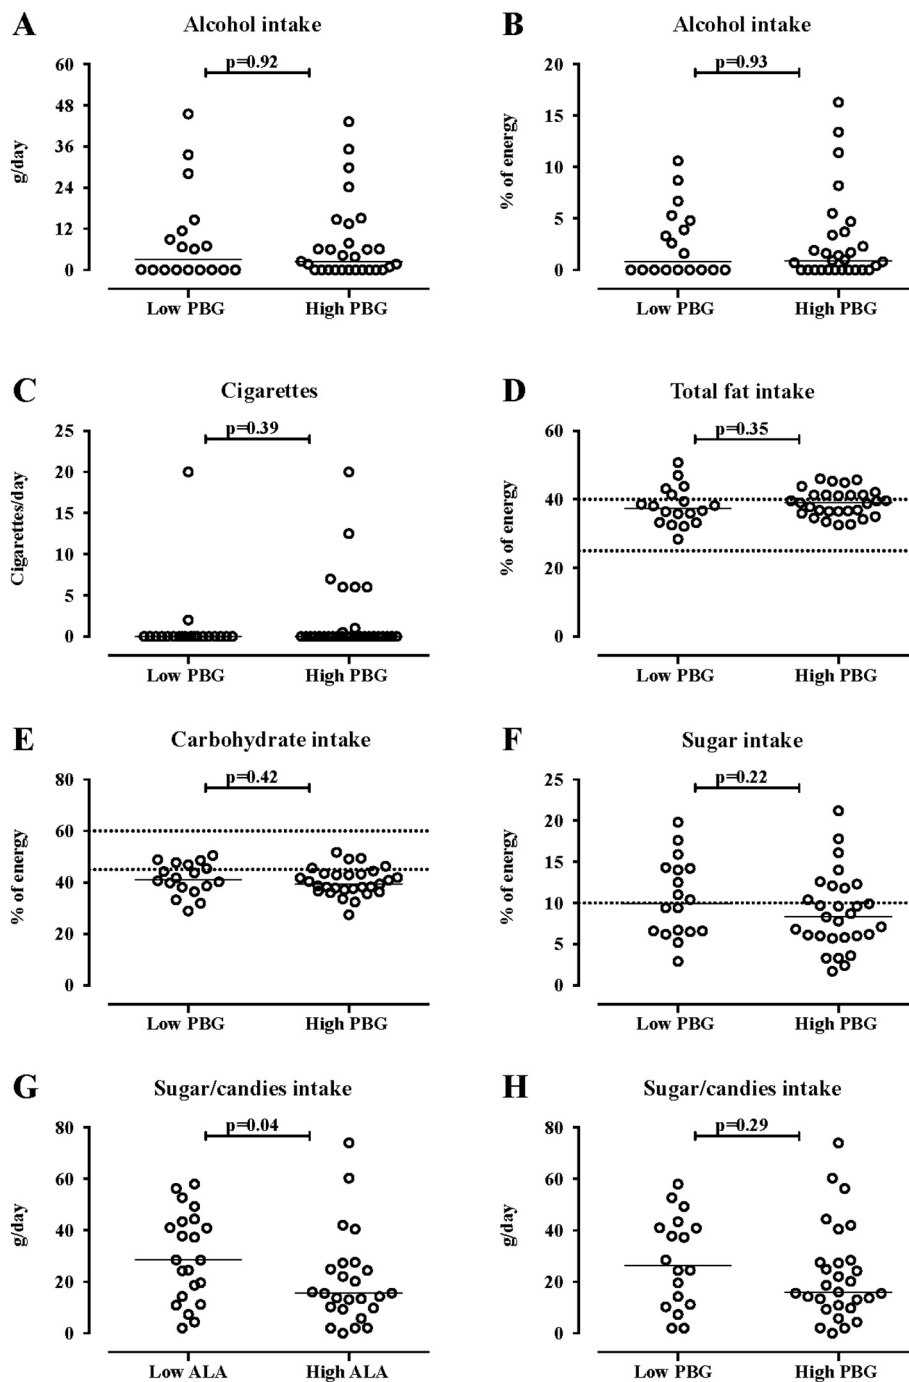 A Alcohol intake
p=0.92
60
48
36
24
12
0
g/day
Low PBG High PBG
B Alcohol intake
p=0.93
20
15
10
5
0
% of energy
Low PBG High PBG
C Cigarettes
p=0.39
25
20
15
10
5
0
Cigarettes/day
Low PBG High PBG
D Total fat intake
p=0.35
60
40
20
0
% of energy
Low PBG High PBG
E Carbohydrate intake
p=0.42
80
60
40
20
0
% of energy
Low PBG High PBG
F Sugar intake
p=0.22
25
20
15
10
5
0
% of energy
Low PBG High PBG
G Sugar/candies intake
p=0.04
80
60
40
20
0
g/day
Low ALA High ALA
H Sugar/candies intake
p=0.29
80
60
40
20
0
g/day
Low PBG High PBG